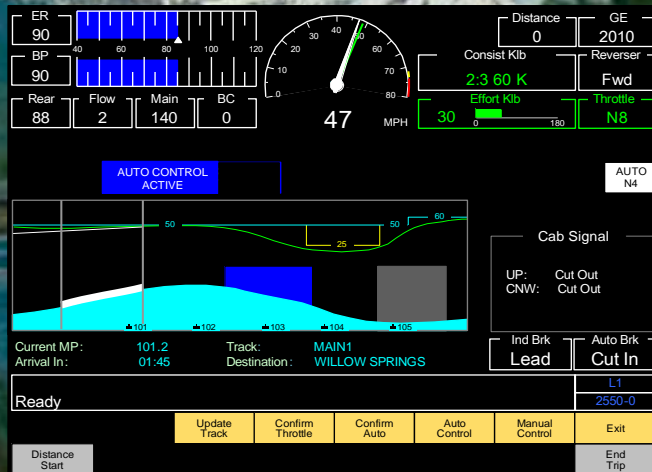 ER
90
40 60 80 100 120
BP
90
Rear
88
Flow
2
Main
140
BC
0
0
10
20
30
40
50
60
70
80
47 MPH
Distance
0
GE
2010
Consist Klb
2:3 60 K
Reverser
Fwd
Effort Klb
30
0 180
Throttle
N8
AUTO CONTROL
ACTIVE
AUTO
N4
50 50 60
25
101 102 103 104 105
Cab Signal
UP: Cut Out
CNW: Cut Out
Current MP: 101.2 Track: MAIN1
Arrival In: 01:45 Destination: WILLOW SPRINGS
Ind Brk
Lead
Auto Brk
Cut In
Ready
L1
2550-0
Update
Track
Confirm
Throttle
Confirm
Auto
Auto
Control
Manual
Control
Exit
Distance
Start
End
Trip